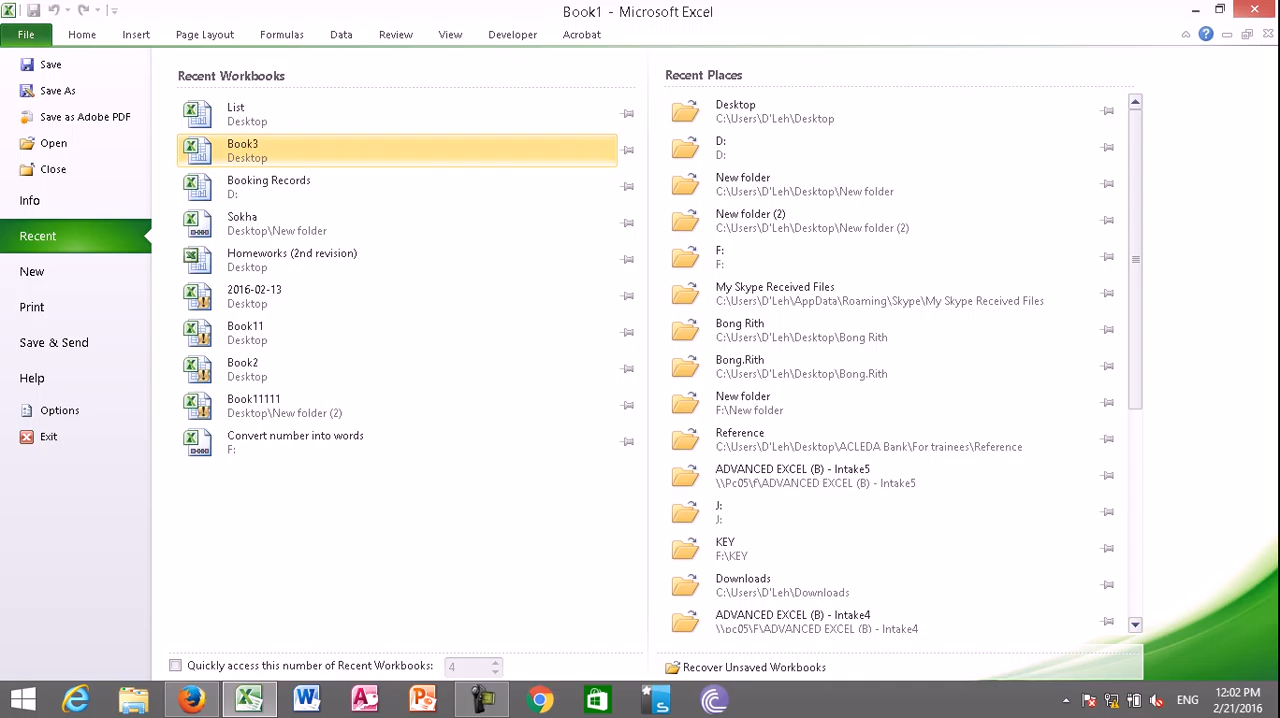 Book1 - Microsoft Excel
File Home Insert Page Layout Formulas Data Review View Developer Acrobat
Save
Save As
Save as Adobe PDF
Open
Close
Info
Recent
New
Print
Save & Send
Help
Options
Exit
Recent Workbooks
List
Desktop
Book3
Desktop
Booking Records
D:
Sokha
Desktop\New folder
Homeworks (2nd revision)
Desktop
2016-02-13
Desktop
Book11
Desktop
Book2
Desktop
Book11111
Desktop\New folder (2)
Convert number into words
F:
Quickly access this number of Recent Workbooks: 4
Recent Places
Desktop
C:\Users\D'Leh\Desktop
D:
D:
New folder
C:\Users\D'Leh\Desktop\New folder
New folder (2)
C:\Users\D'Leh\Desktop\New folder (2)
F:
F:
My Skype Received Files
C:\Users\D'Leh\AppData\Roaming\Skype\My Skype Received Files
Bong Rith
C:\Users\D'Leh\Desktop\Bong Rith
Bong.Rith
C:\Users\D'Leh\Desktop\Bong.Rith
New folder
F:\New folder
Reference
C:\Users\D'Leh\Desktop\ACLEDA Bank\For trainees\Reference
ADVANCED EXCEL (B) - Intake5
\\Pc05\f\ADVANCED EXCEL (B) - Intake5
J:
J:
KEY
F:\KEY
Downloads
C:\Users\D'Leh\Downloads
ADVANCED EXCEL (B) - Intake4
\\pc05\F\ADVANCED EXCEL (B) - Intake4
Recover Unsaved Workbooks
ENG
12:02 PM
2/21/2016